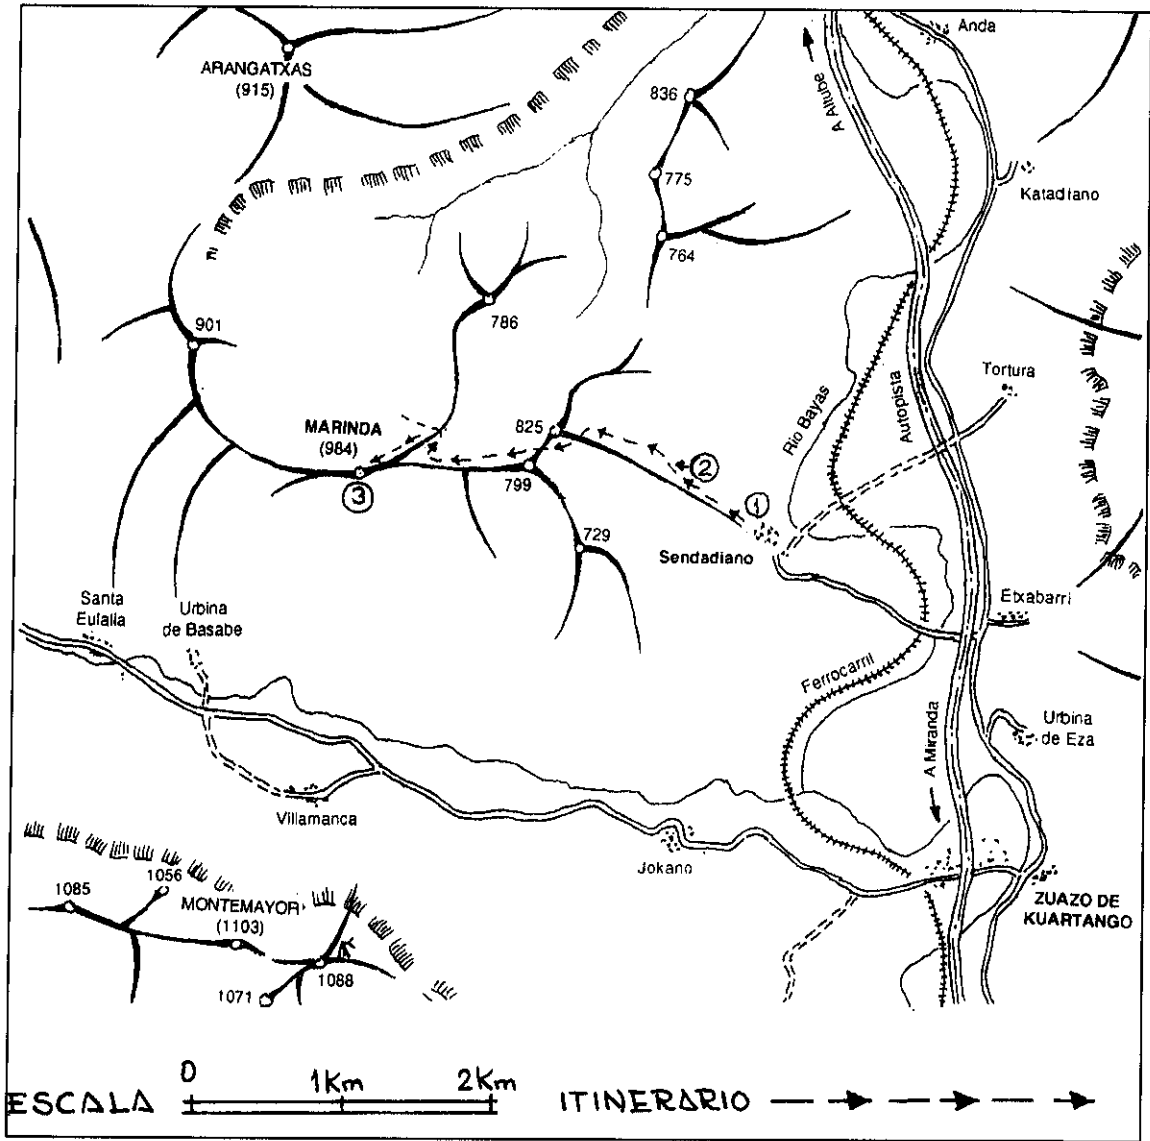 Anda
ARANGATXAS
(915)
A Altube
836
775
Katadiano
764
786
901
Tortura
MARINDA
(984)
825
Rio Bayas
Autopista
799
②
①
③
729
Sendadiano
Santa
Eufalia
Urbina
de Basabe
Etxabarri
Ferrocarril
A Miranda
Urbina
de Eza
Villamanca
Jokano
1085
1056
MONTEMAYOR
(1103)
ZUAZO DE
KUARTANGO
1088
1071
0
1Km
2Km
ESCALA
ITINERARIO